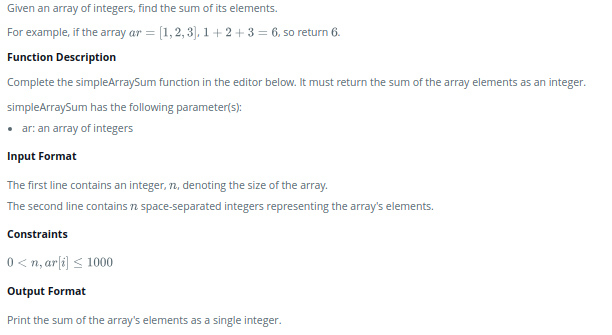 Given an array of integers, find the sum of its elements.
For example, if the array ar = [1, 2, 3], 1 + 2 + 3 = 6, so return 6.
Function Description
Complete the simpleArraySum function in the editor below. It must return the sum of the array elements as an integer.
simpleArraySum has the following parameter(s):
• ar: an array of integers
Input Format
The first line contains an integer, n, denoting the size of the array.
The second line contains n space-separated integers representing the array's elements.
Constraints
0 < n, ar[i] ≤ 1000
Output Format
Print the sum of the array's elements as a single integer.